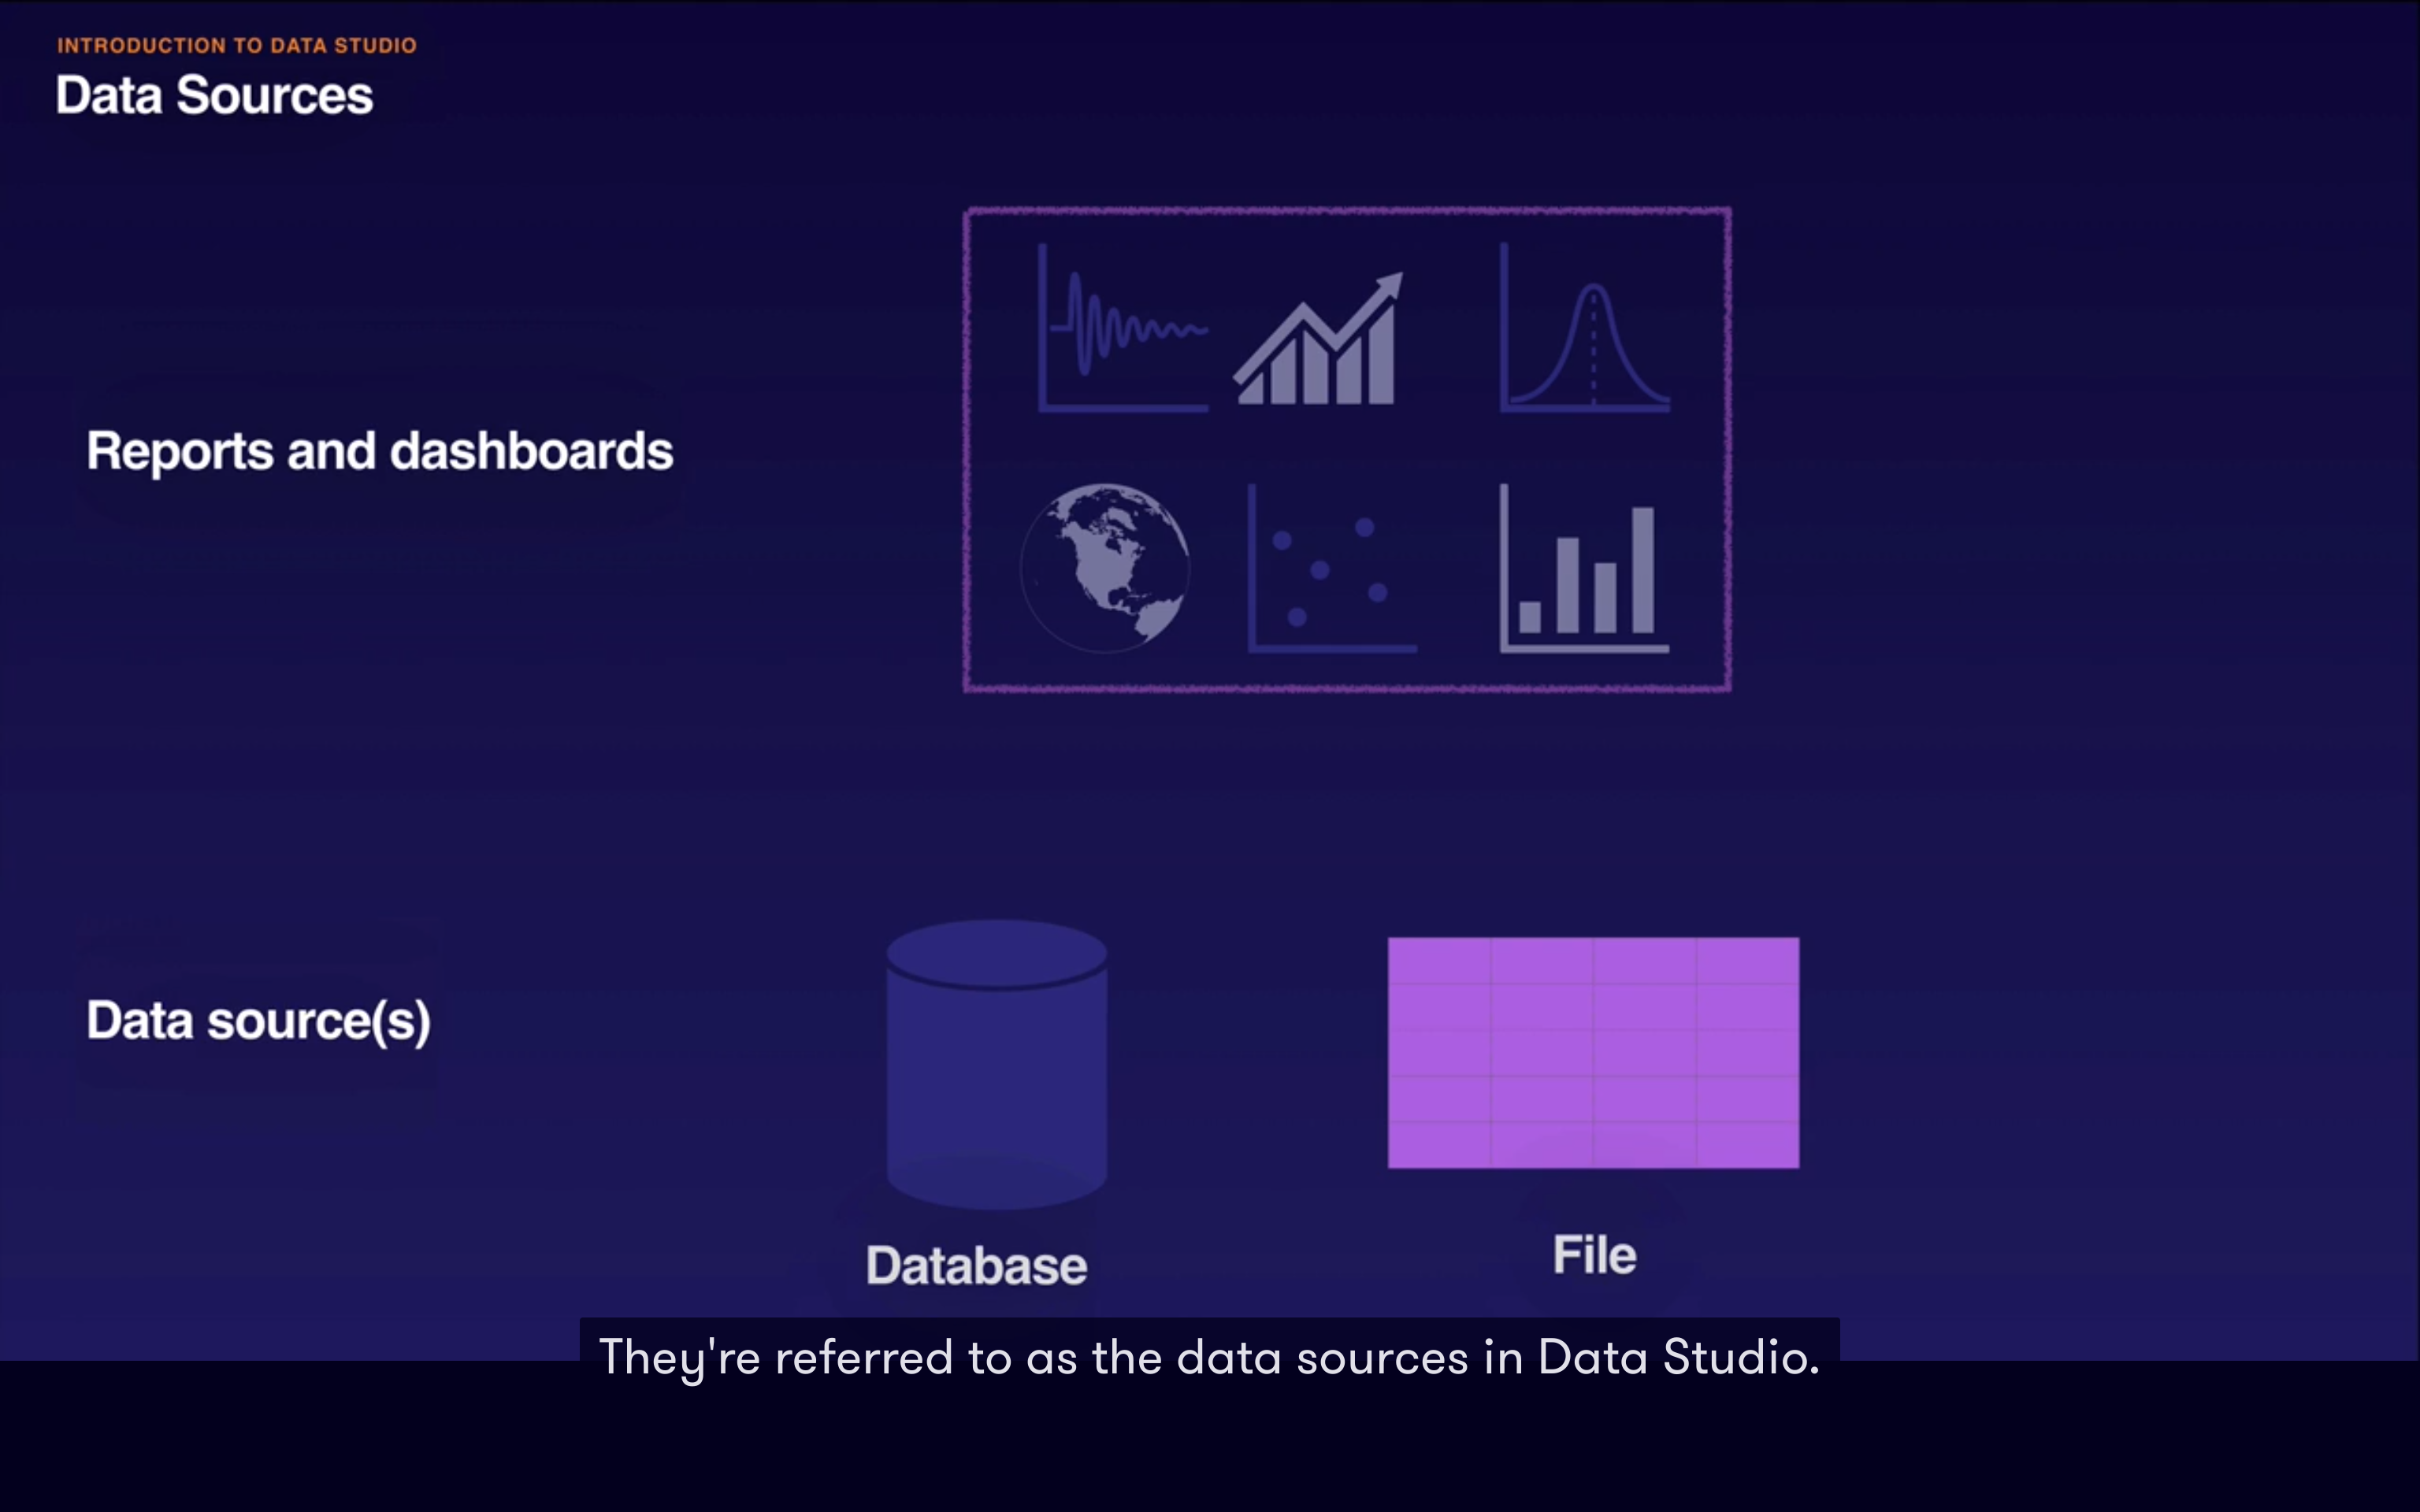 INTRODUCTION TO DATA STUDIO
Data Sources
Reports and dashboards
Data source(s)
Database
File
They're referred to as the data sources in Data Studio.